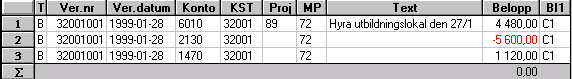 T Ver.nr Ver.datum Konto KST Proj MP Text Belopp BI1
1 B 32001001 1999-01-28 6010 32001 89 72 Hyra utbildningslokal den 27/1 4 480,00 C1
2 B 32001001 1999-01-28 2130 32001 72 -5 600,00 C1
3 B 32001001 1999-01-28 1470 32001 72 1 120,00 C1
Σ 0,00